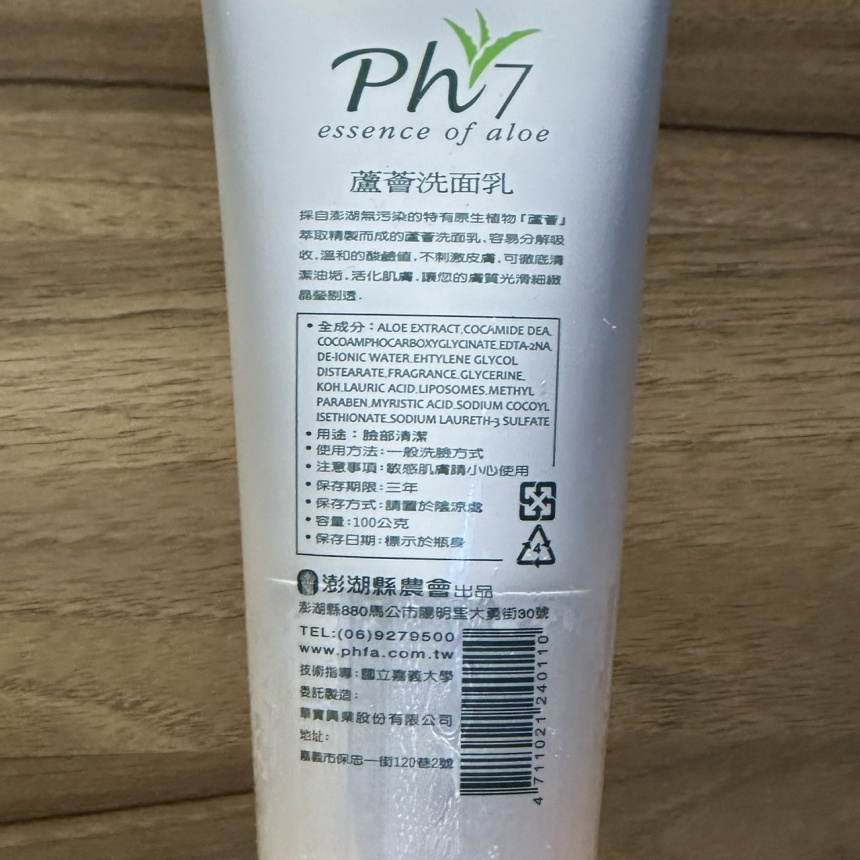 Ph7
essence of aloe
蘆薈洗面乳
採自澎湖無污染的特有原生植物『蘆薈』
萃取精製而成的蘆薈洗面乳.容易分解吸
收.溫和的酸鹼值.不刺激皮膚.可徹底清
潔油垢.活化肌膚.讓您的膚質光滑細緻
晶瑩剔透.
•全成分：ALOE EXTRACT,COCAMIDE DEA,
COCOAMPHOCARBOXYGLYCINATE,EDTA-2NA,
DE-IONIC WATER,EHTYLENE GLYCOL
DISTEARATE,FRAGRANCE,GLYCERINE,
KOH,LAURIC ACID,LIPOSOMES,METHYL
PARABEN,MYRISTIC ACID,SODIUM COCOYL
ISETHIONATE,SODIUM LAURETH-3 SULFATE
•用途：臉部清潔
•使用方法:一般洗臉方式
•注意事項:敏感肌膚請小心使用
•保存期限:三年
•保存方式:請置於陰涼處
•容量:100公克
•保存日期:標示於瓶身
4
澎湖縣農會出品
澎湖縣880馬公市陽明里大勇街30號
TEL:(06)9279500
www.phfa.com.tw
技術指導:國立嘉義大學
委託製造:
華寶興業股份有限公司
地址:
嘉義市保忠一街120巷2號
4 711021 240110